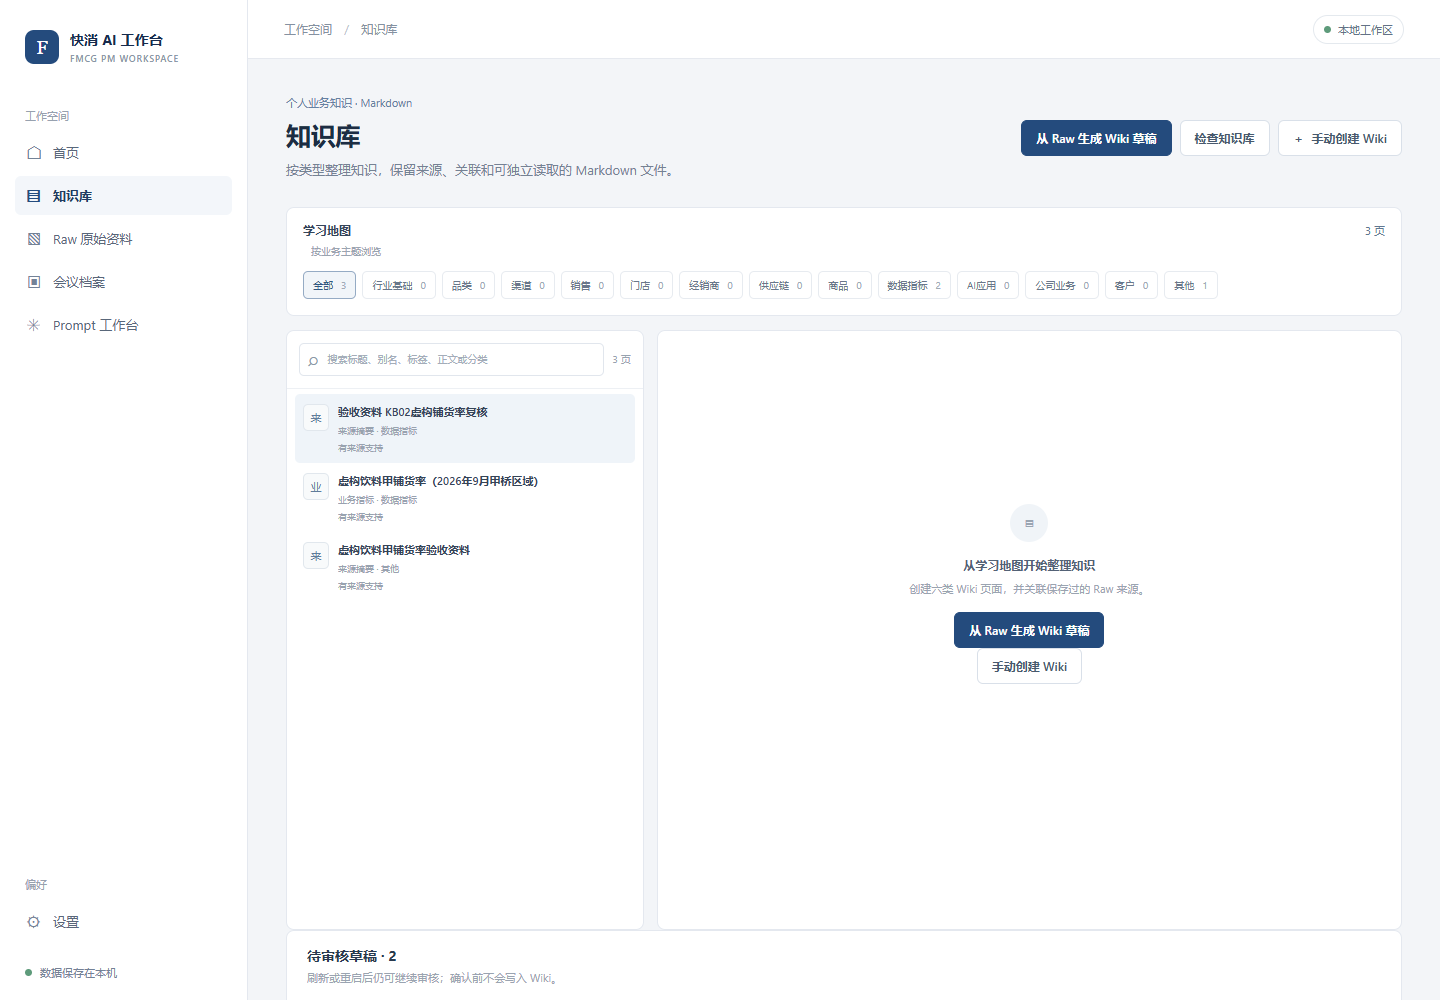 F
快消 AI 工作台
FMCG PM WORKSPACE
工作空间
首页
知识库
Raw 原始资料
会议档案
Prompt 工作台
偏好
设置
数据保存在本机
工作空间 / 知识库
本地工作区
个人业务知识 · Markdown
知识库
按类型整理知识，保留来源、关联和可独立读取的 Markdown 文件。
从 Raw 生成 Wiki 草稿
检查知识库
+ 手动创建 Wiki
学习地图
3 页
按业务主题浏览
全部 3 行业基础 0 品类 0 渠道 0 销售 0 门店 0 经销商 0 供应链 0 商品 0 数据指标 2 AI应用 0 公司业务 0 客户 0 其他 1
搜索标题、别名、标签、正文或分类
3 页
来
验收资料 KB02虚构铺货率复核
来源摘要 · 数据指标
有来源支持
业
虚构饮料甲铺货率（2026年9月甲桥区域）
业务指标 · 数据指标
有来源支持
来
虚构饮料甲铺货率验收资料
来源摘要 · 其他
有来源支持
从学习地图开始整理知识
创建六类 Wiki 页面，并关联保存过的 Raw 来源。
从 Raw 生成 Wiki 草稿
手动创建 Wiki
待审核草稿 · 2
刷新或重启后仍可继续审核；确认前不会写入 Wiki。